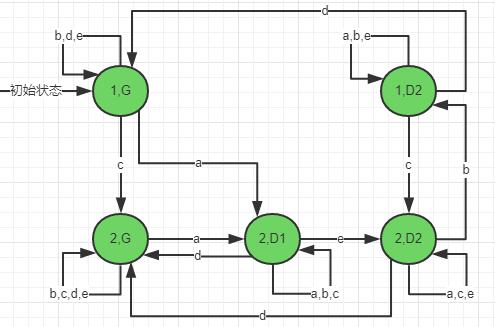 d
b,d,e
a,b,e
初始状态
1,G
1,D2
c
a
c
b
2,G
a
2,D1
e
2,D2
d
b,c,d,e
a,b,c
a,c,e
d